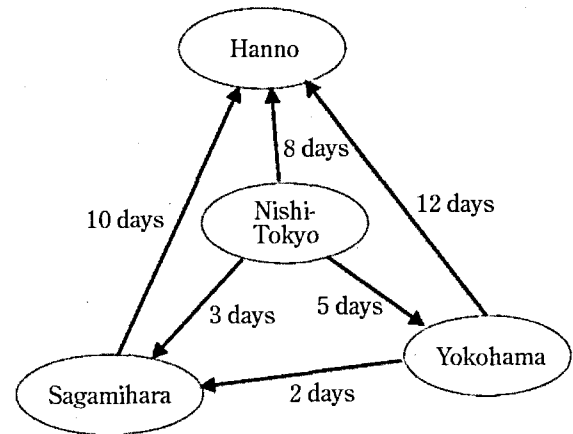 Hanno
8 days
Nishi-
Tokyo
10 days
12 days
3 days
5 days
Yokohama
Sagamihara
2 days